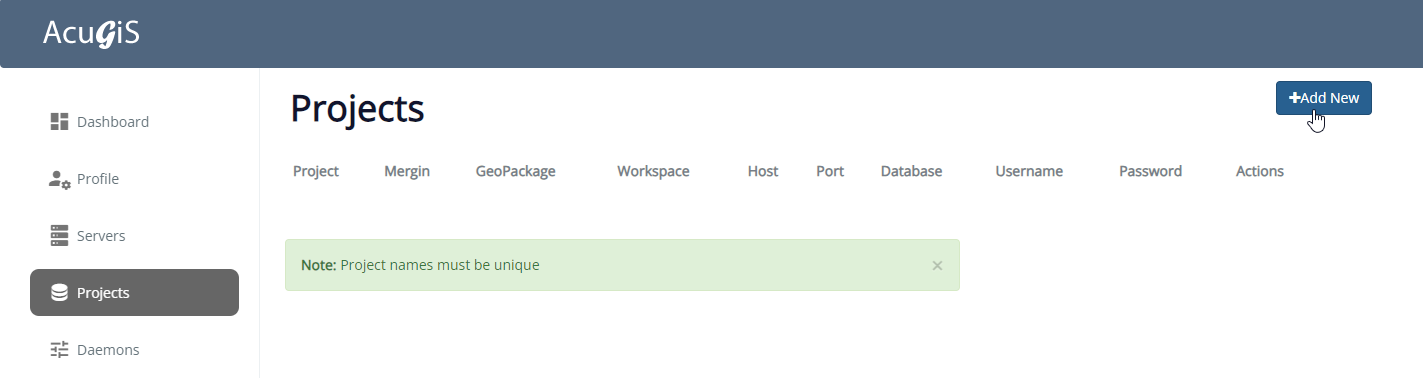 AcuGiS
Dashboard
Profile
Servers
Projects
Daemons
Projects
+Add New
Project Mergin GeoPackage Workspace Host Port Database Username Password Actions
Note: Project names must be unique ×